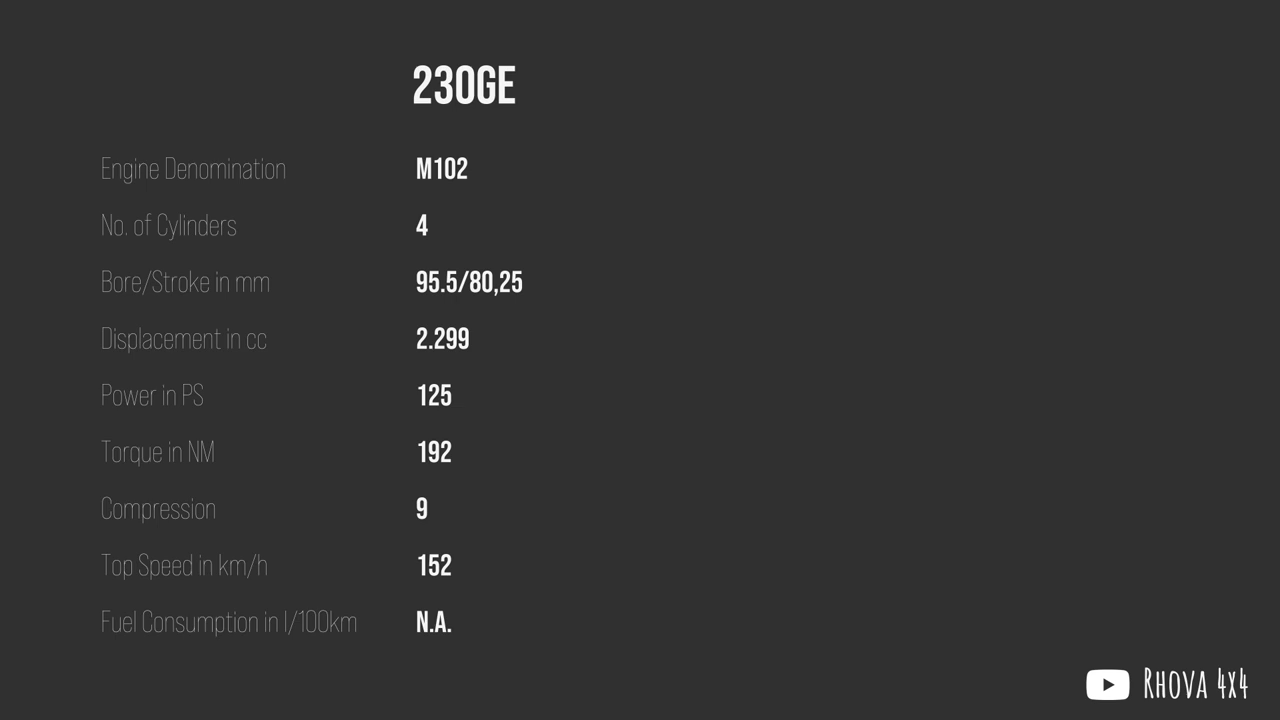 230GE
Engine Denomination M102
No. of Cylinders 4
Bore/Stroke in mm 95.5/80,25
Displacement in cc 2.299
Power in PS 125
Torque in NM 192
Compression 9
Top Speed in km/h 152
Fuel Consumption in l/100km N.A.
Rhova 4x4